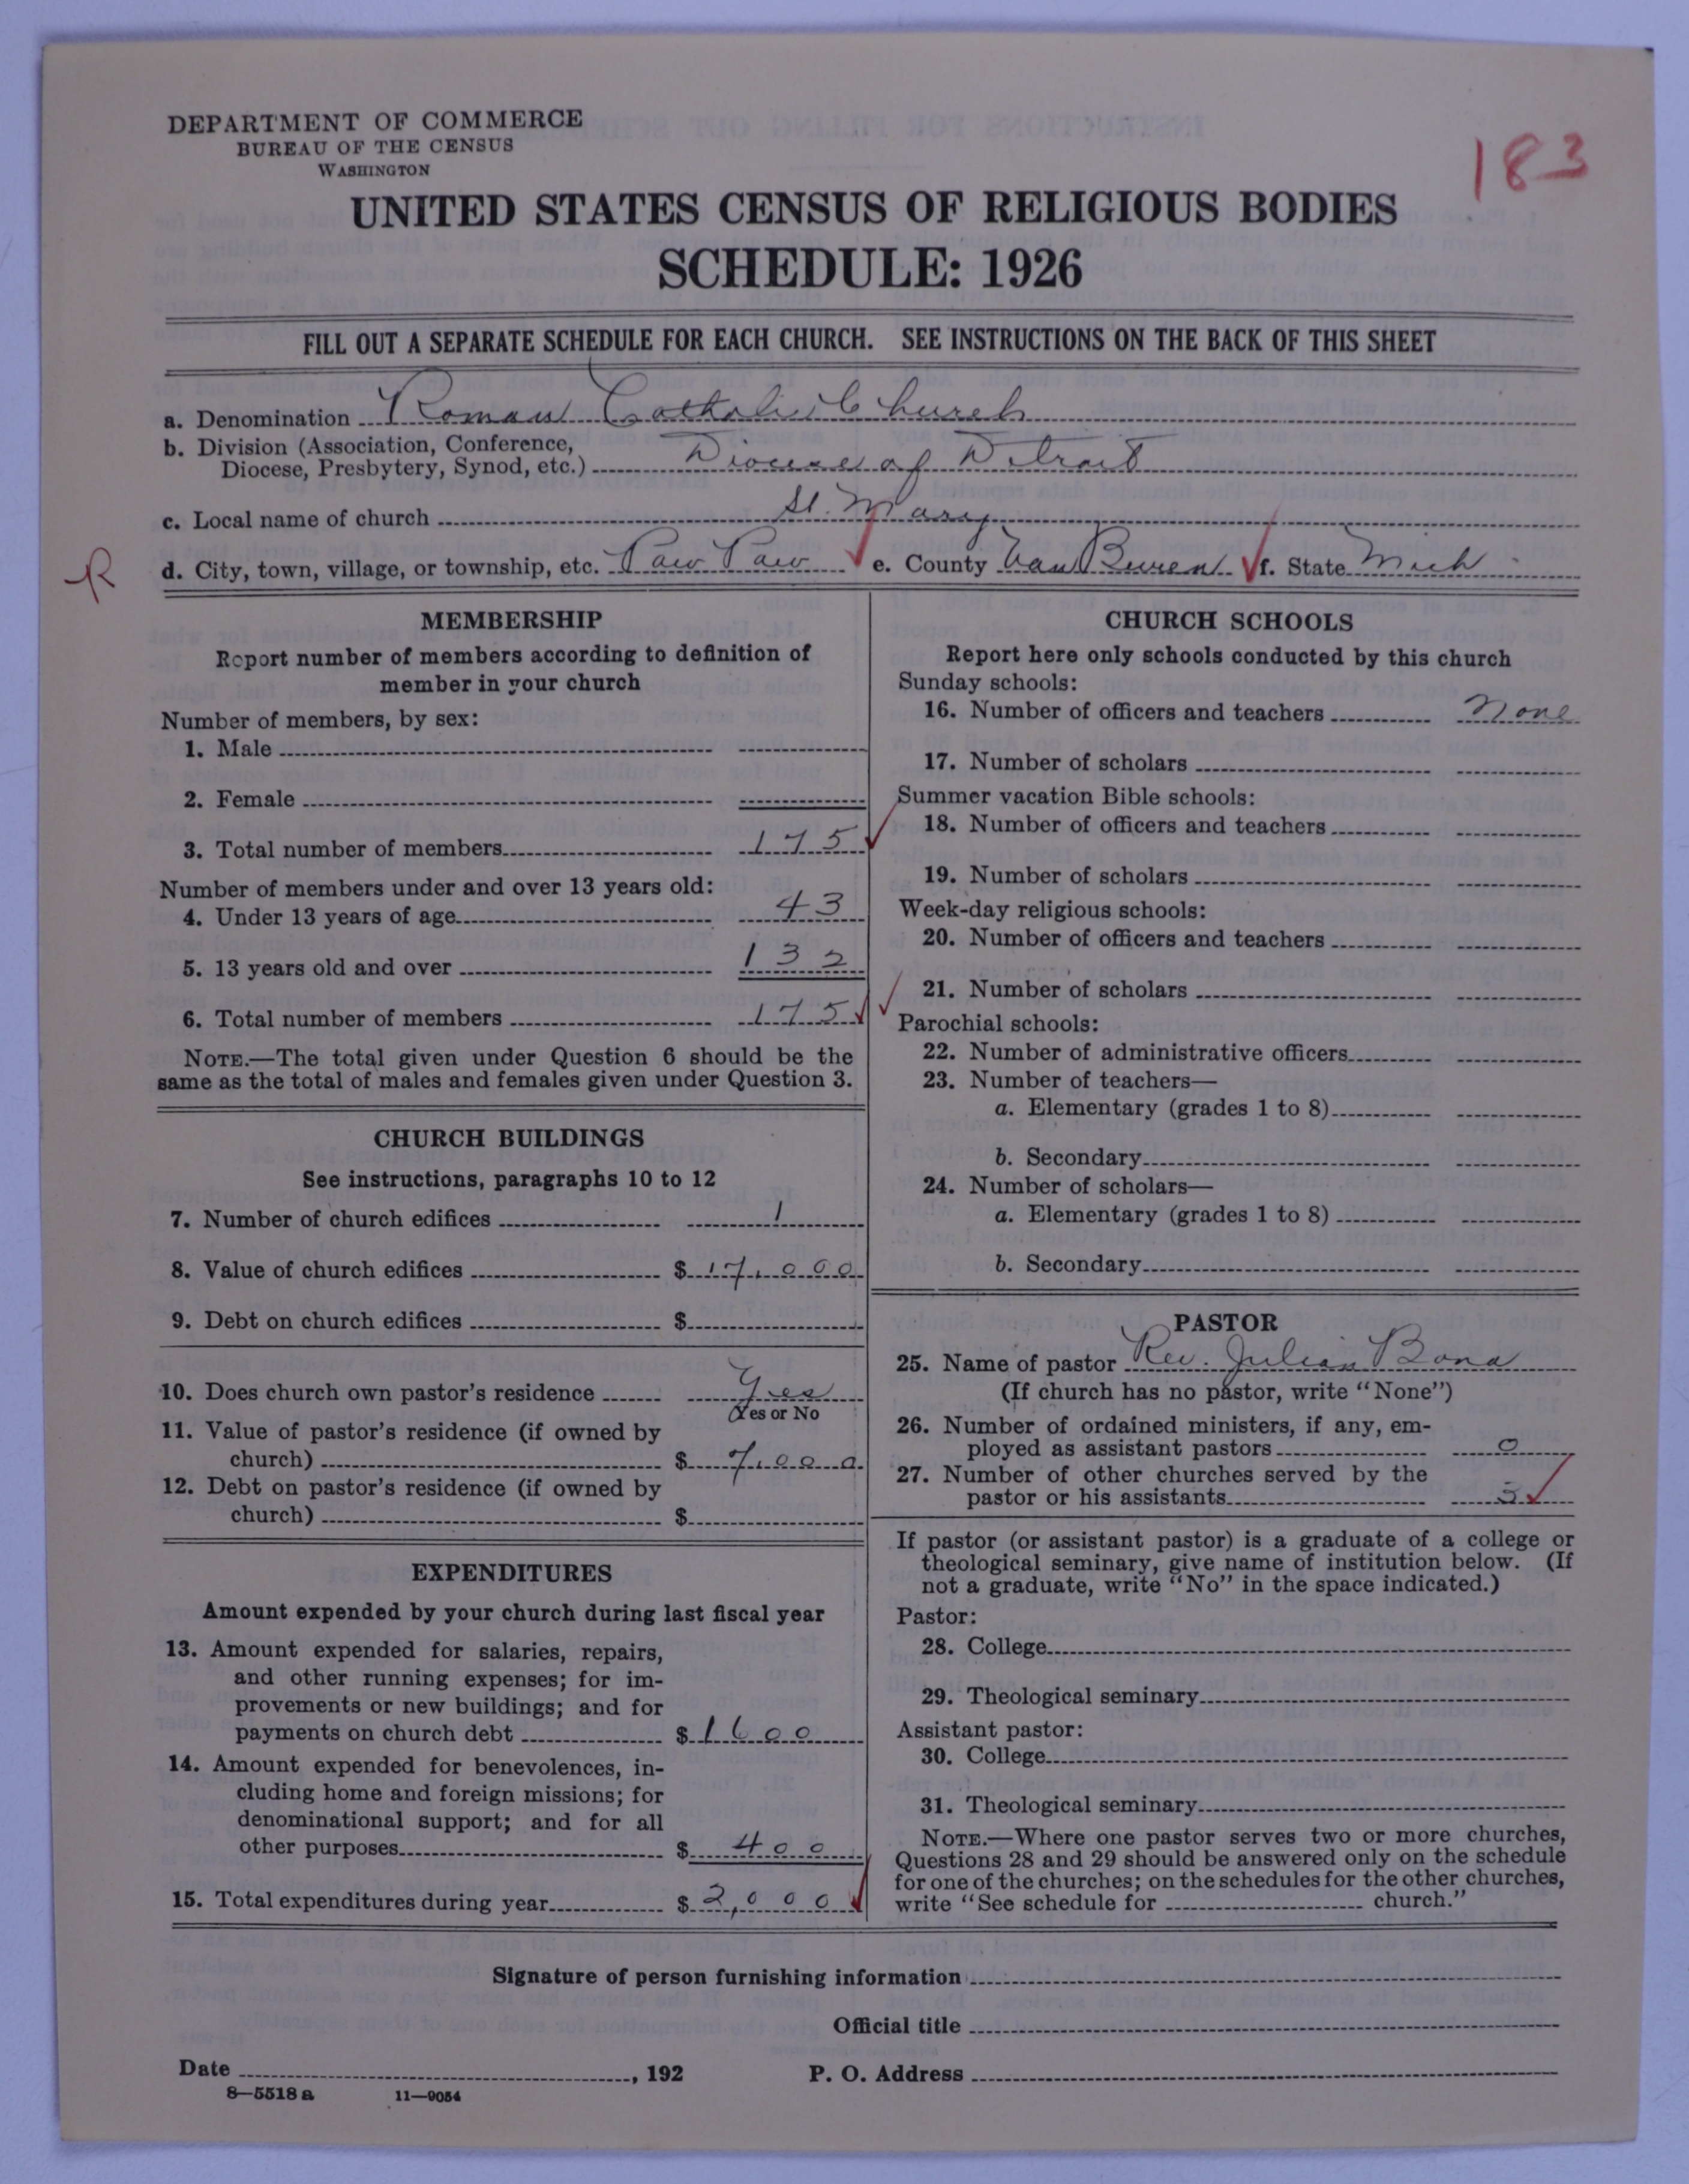 DEPARTMENT OF COMMERCE
BUREAU OF THE CENSUS
WASHINGTON
183
UNITED STATES CENSUS OF RELIGIOUS BODIES
SCHEDULE: 1926
FILL OUT A SEPARATE SCHEDULE FOR EACH CHURCH. SEE INSTRUCTIONS ON THE BACK OF THIS SHEET
a. Denomination Roman Catholic Church
b. Division (Association, Conference,
Diocese, Presbytery, Synod, etc.) Diocese of Detroit
c. Local name of church St. Mary
R d. City, town, village, or township, etc. Paw Paw e. County Van Buren f. State Mich
MEMBERSHIP
Report number of members according to definition of
member in your church
Number of members, by sex:
1. Male
2. Female
3. Total number of members 175
Number of members under and over 13 years old:
4. Under 13 years of age 43
5. 13 years old and over 132
6. Total number of members 175
NOTE.—The total given under Question 6 should be the
same as the total of males and females given under Question 3.
CHURCH BUILDINGS
See instructions, paragraphs 10 to 12
7. Number of church edifices 1
8. Value of church edifices $ 17,000
9. Debt on church edifices $
10. Does church own pastor's residence Yes
(Yes or No
11. Value of pastor's residence (if owned by
church) $ 7,000
12. Debt on pastor's residence (if owned by
church) $
EXPENDITURES
Amount expended by your church during last fiscal year
13. Amount expended for salaries, repairs,
and other running expenses; for im-
provements or new buildings; and for
payments on church debt $ 1600
14. Amount expended for benevolences, in-
cluding home and foreign missions; for
denominational support; and for all
other purposes $ 400
15. Total expenditures during year $ 2,000
CHURCH SCHOOLS
Report here only schools conducted by this church
Sunday schools:
16. Number of officers and teachers None
17. Number of scholars
Summer vacation Bible schools:
18. Number of officers and teachers
19. Number of scholars
Week-day religious schools:
20. Number of officers and teachers
21. Number of scholars
Parochial schools:
22. Number of administrative officers
23. Number of teachers—
a. Elementary (grades 1 to 8)
b. Secondary
24. Number of scholars—
a. Elementary (grades 1 to 8)
b. Secondary
PASTOR
25. Name of pastor Rev. Julian Bona
(If church has no pastor, write "None")
26. Number of ordained ministers, if any, em-
ployed as assistant pastors 0
27. Number of other churches served by the
pastor or his assistants 3
If pastor (or assistant pastor) is a graduate of a college or
theological seminary, give name of institution below. (If
not a graduate, write "No" in the space indicated.)
Pastor:
28. College
29. Theological seminary
Assistant pastor:
30. College
31. Theological seminary
NOTE.—Where one pastor serves two or more churches,
Questions 28 and 29 should be answered only on the schedule
for one of the churches; on the schedules for the other churches,
write "See schedule for church."
Signature of person furnishing information
Official title
Date , 192 P. O. Address
8—5518 a 11—9054